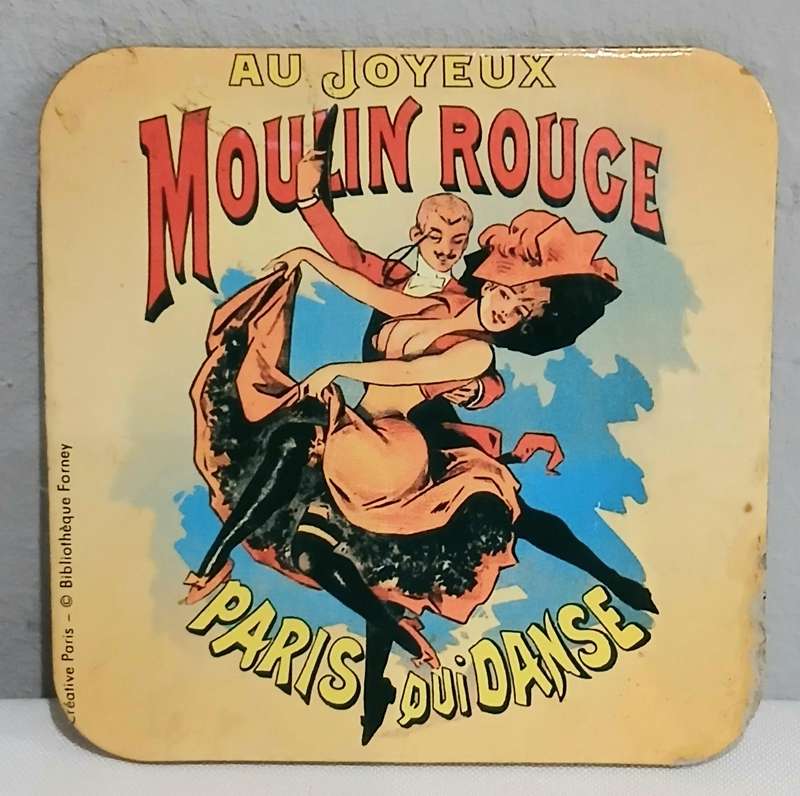 AU JOYEUX
MOULIN ROUGE
PARIS QUi DANSE
Créative Paris – © Bibliothèque Forney